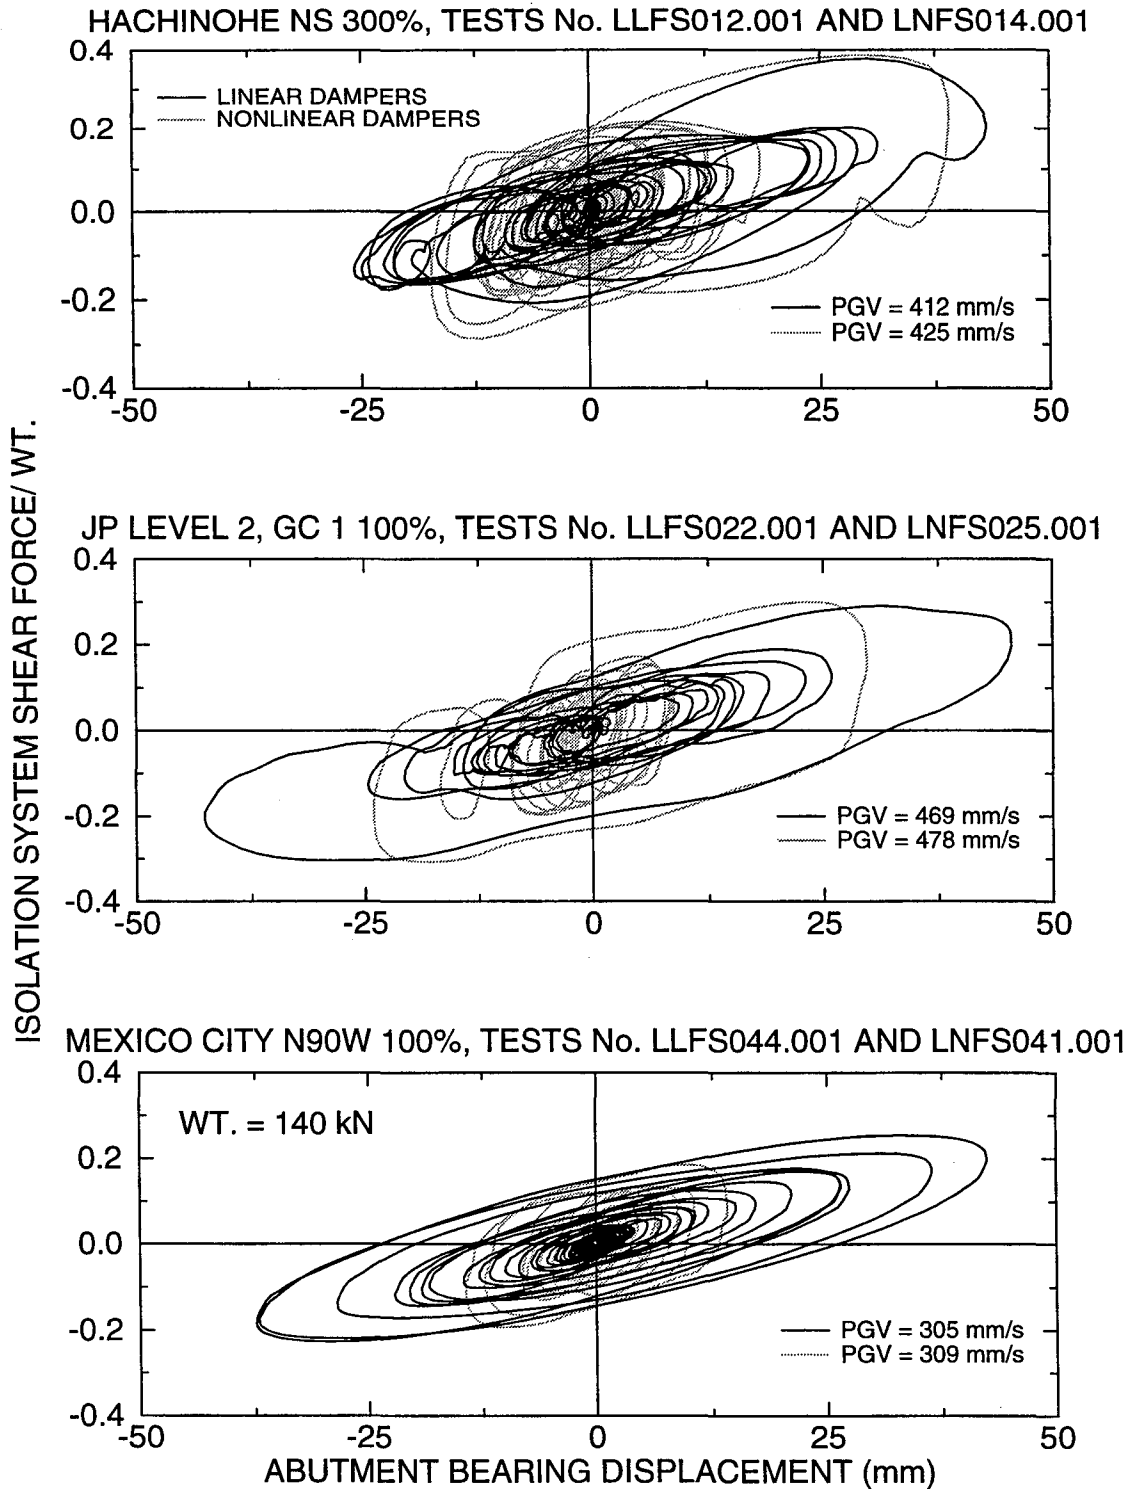 HACHINOHE NS 300%, TESTS No. LLFS012.001 AND LNFS014.001
0.4
LINEAR DAMPERS
NONLINEAR DAMPERS
0.2
0.0
-0.2
PGV = 412 mm/s
PGV = 425 mm/s
-0.4
-50 -25 0 25 50
ISOLATION SYSTEM SHEAR FORCE/ WT.
JP LEVEL 2, GC 1 100%, TESTS No. LLFS022.001 AND LNFS025.001
0.4
0.2
0.0
-0.2
PGV = 469 mm/s
PGV = 478 mm/s
-0.4
-50 -25 0 25 50
MEXICO CITY N90W 100%, TESTS No. LLFS044.001 AND LNFS041.001
0.4
WT. = 140 kN
0.2
0.0
-0.2
PGV = 305 mm/s
PGV = 309 mm/s
-0.4
-50 -25 0 25 50
ABUTMENT BEARING DISPLACEMENT (mm)